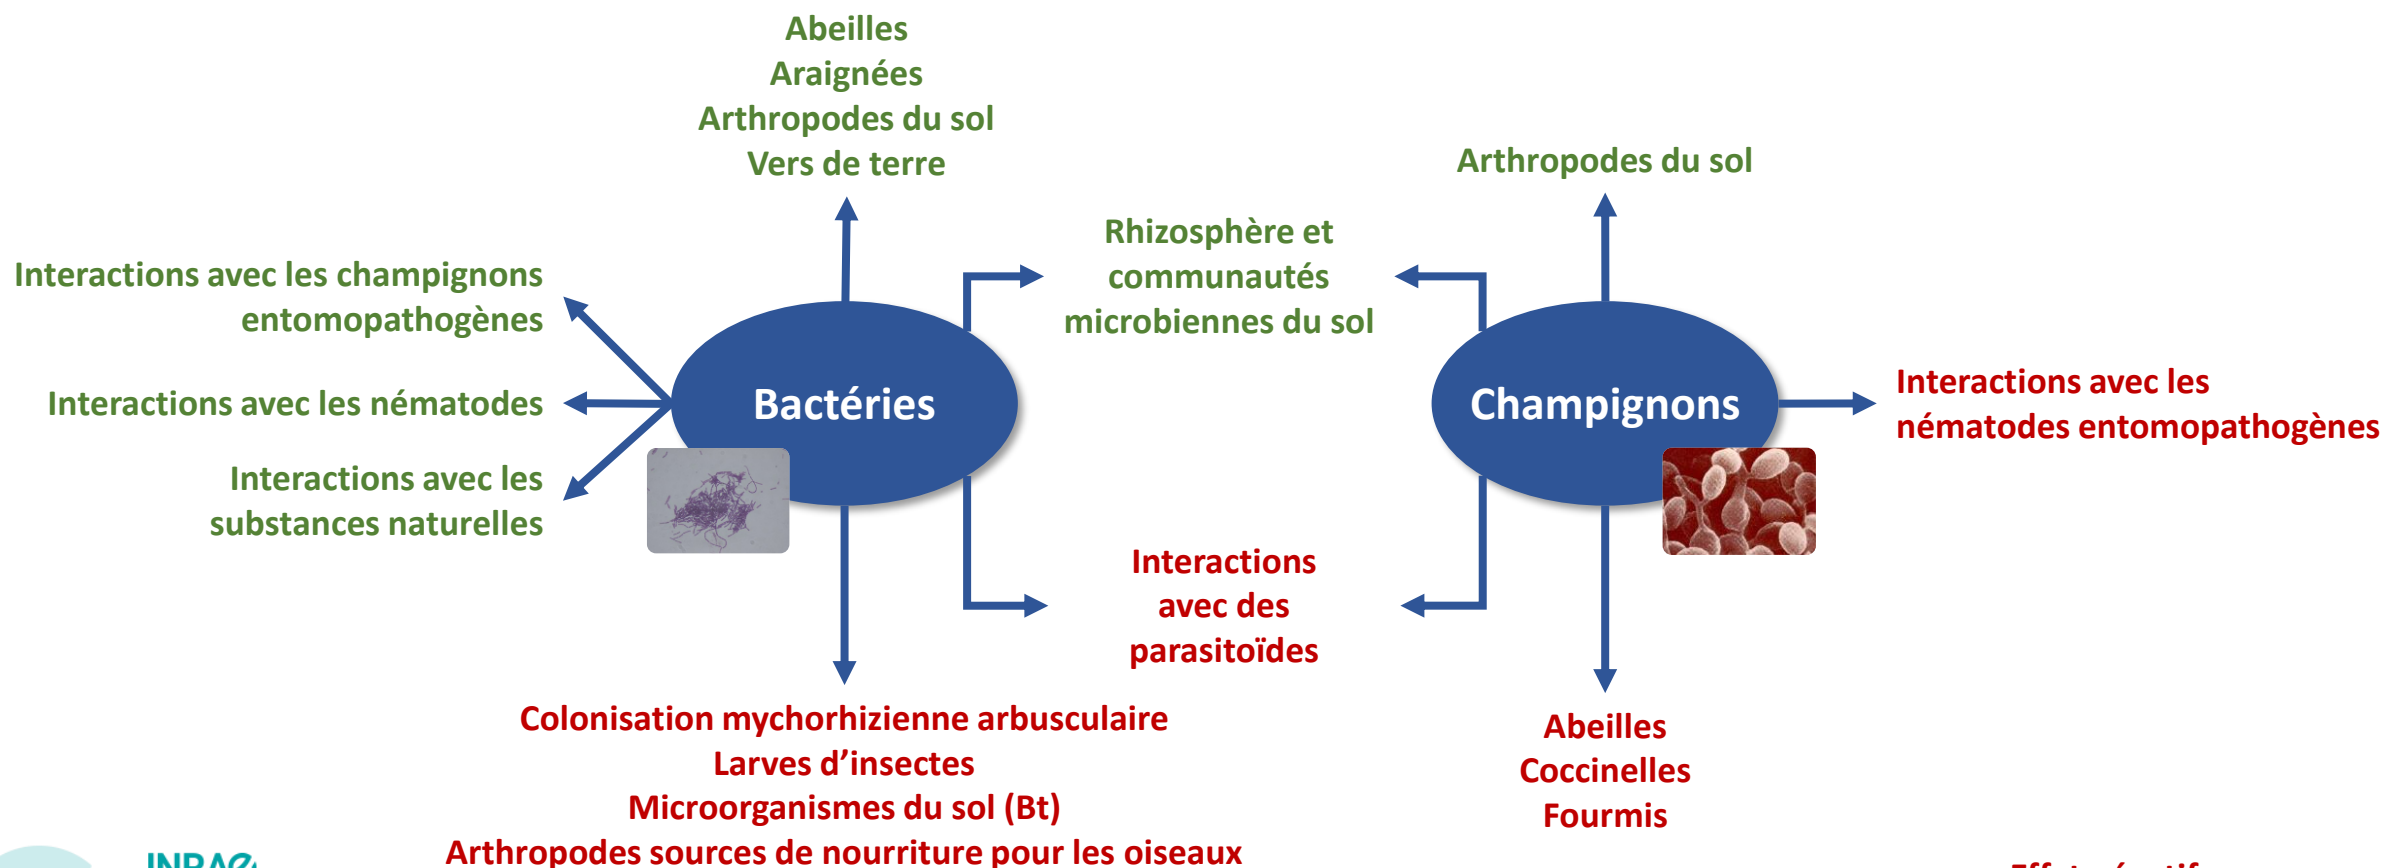 Abeilles
Araignées
Arthropodes du sol
Vers de terre
Arthropodes du sol
Rhizosphère et
communautés
microbiennes du sol
Interactions avec les champignons
entomopathogènes
Interactions avec les nématodes
Interactions avec les
substances naturelles
Bactéries
Champignons
Interactions avec les
nématodes entomopathogènes
Interactions
avec des
parasitoïdes
Colonisation mychorhizienne arbusculaire
Larves d'insectes
Microorganismes du sol (Bt)
Arthropodes sources de nourriture pour les oiseaux
Abeilles
Coccinelles
Fourmis
INRAE